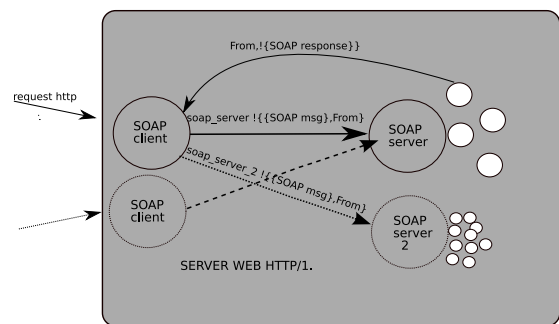 From,!{SOAP response}}
request http
:
soap_server !{{SOAP msg},From}
SOAP
client
SOAP
server
soap_server_2 !{{SOAP msg},From}
SOAP
client
SOAP
server
2
SERVER WEB HTTP/1.